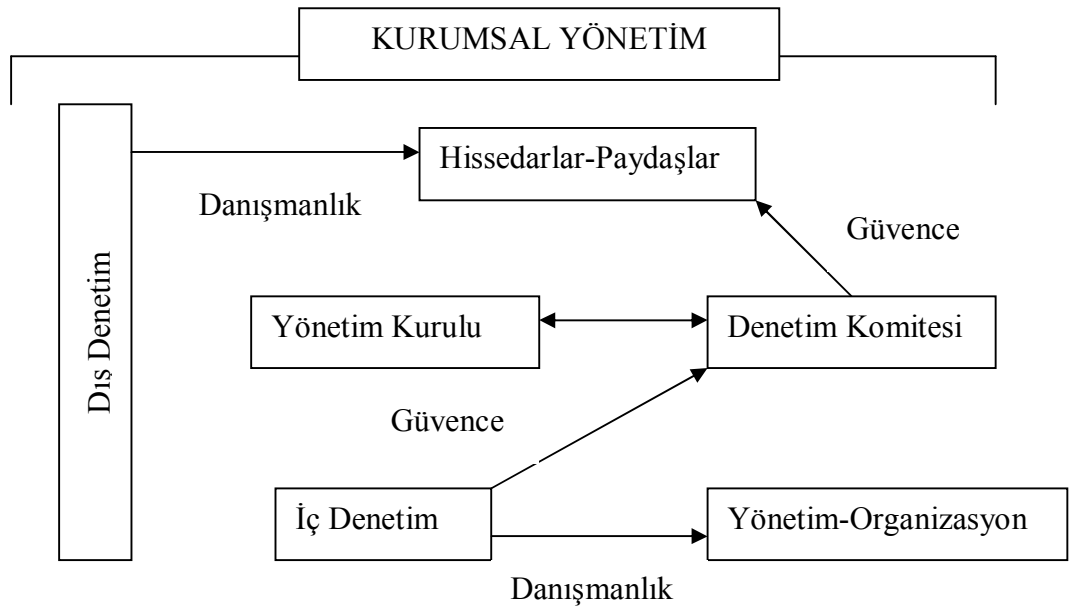 KURUMSAL YÖNETİM
Hissedarlar-Paydaşlar
Danışmanlık
Güvence
Dış Denetim
Yönetim Kurulu
Denetim Komitesi
Güvence
İç Denetim
Yönetim-Organizasyon
Danışmanlık